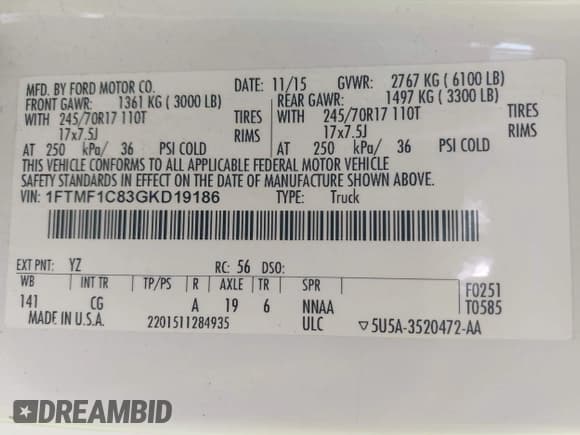 MFD. BY FORD MOTOR CO. DATE: 11/15 GVWR: 2767 KG ( 6100 LB)
FRONT GAWR: 1361 KG ( 3000 LB) REAR GAWR: 1497 KG ( 3300 LB)
WITH 245/70R17 110T TIRES WITH 245/70R17 110T TIRES
17x7.5J RIMS 17x7.5J RIMS
AT 250 kPa/ 36 PSI COLD AT 250 kPa/ 36 PSI COLD
THIS VEHICLE CONFORMS TO ALL APPLICABLE FEDERAL MOTOR VEHICLE
SAFETY STANDARDS IN EFFECT ON THE DATE OF MANUFACTURE SHOWN ABOVE.
VIN: 1FTMF1C83GKD19186 TYPE: Truck
EXT PNT: YZ RC: 56 DSO:
WB INT TR TP/PS R AXLE TR SPR F0251
141 CG A 19 6 NNAA T0585
MADE IN U.S.A. 2201511284935 ULC ▽5U5A-3520472-AA
DREAMBID